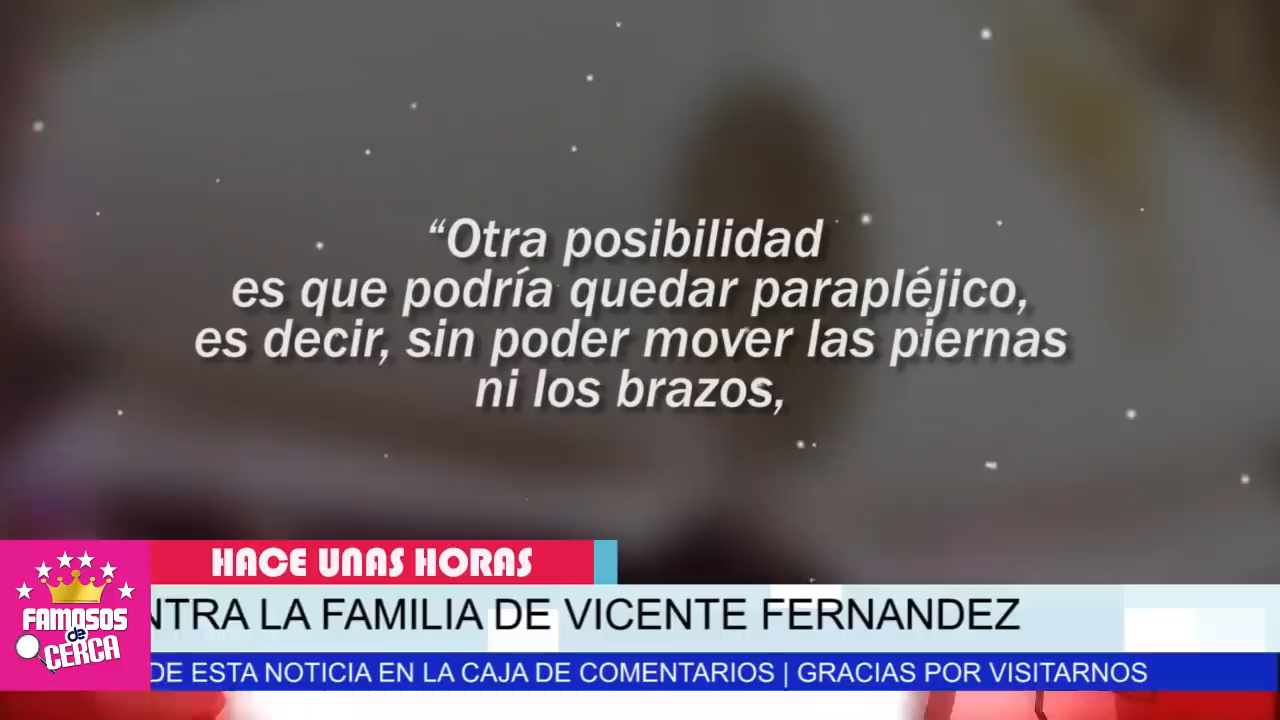 “Otra posibilidad
es que podría quedar parapléjico,
es decir, sin poder mover las piernas
ni los brazos,
HACE UNAS HORAS
NTRA LA FAMILIA DE VICENTE FERNANDEZ
FAMOSOS
de
CERCA
DE ESTA NOTICIA EN LA CAJA DE COMENTARIOS | GRACIAS POR VISITARNOS